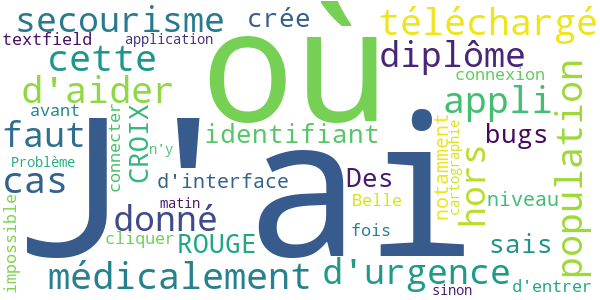 secourisme
crée
où
téléchargé
textfield
application
cette
diplôme
d'aider
connexion
avant
appli
population
J'ai
faut
CROIX
connecter
identifiant
notamment
cartographie
hors
bugs
Problème
n'y
cas
d'interface
Des
matin
Belle
niveau
impossible
donné
cliquer
ROUGE
fois
sais
médicalement
d'urgence
sinon
d'entrer